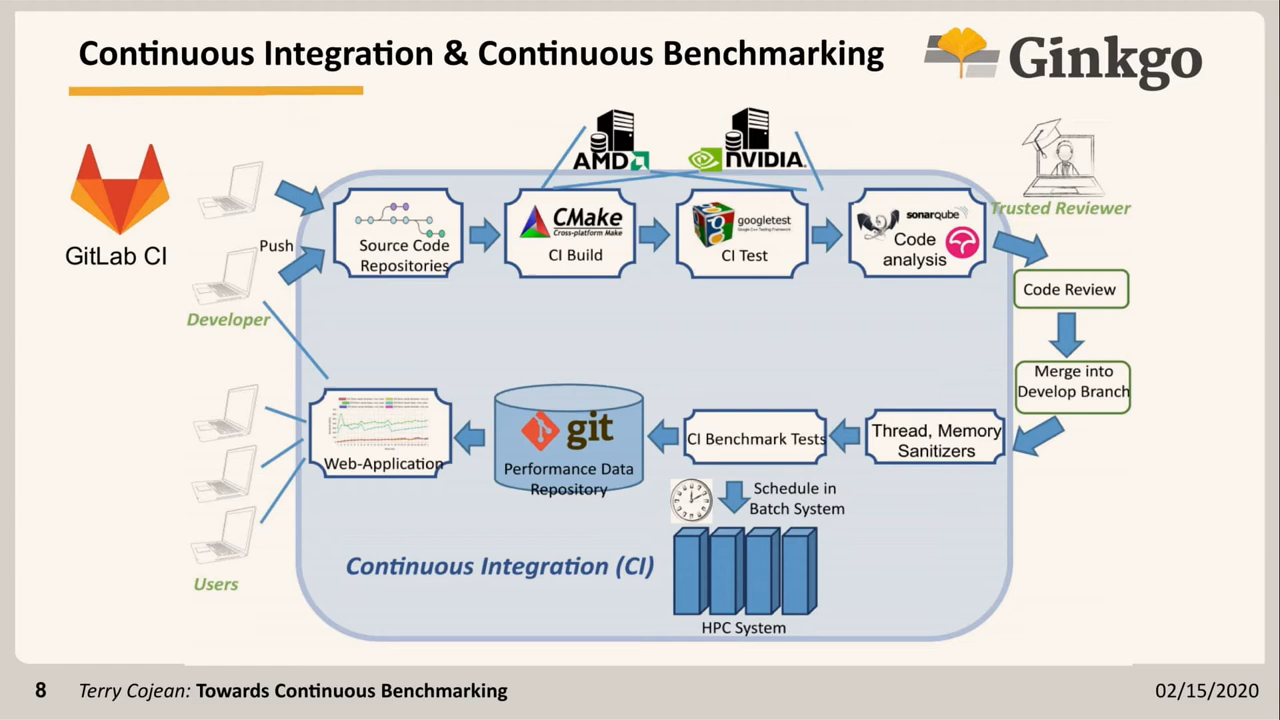 Continuous Integration & Continuous Benchmarking
Ginkgo
AMD
NVIDIA.
GitLab CI
Push
Developer
Source Code
Repositories
CMake
Cross-platform Make
CI Build
googletest
Google C++ Testing Framework
CI Test
sonarqube
Code
analysis
Trusted Reviewer
Code Review
Merge into
Develop Branch
Thread, Memory
Sanitizers
CI Benchmark Tests
git
Performance Data
Repository
Web-Application
Users
Schedule in
Batch System
HPC System
Continuous Integration (CI)
8
Terry Cojean: Towards Continuous Benchmarking
02/15/2020